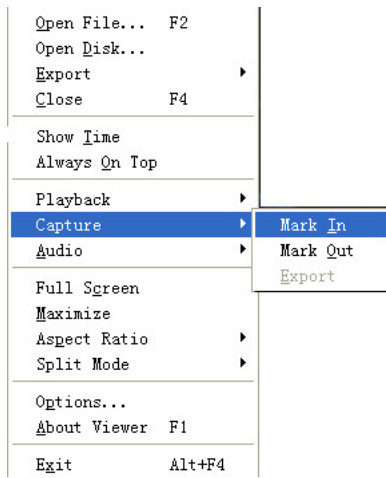 Open File... F2
Open Disk...
Export
Close F4
Show Time
Always On Top
Playback
Capture
Audio
Full Screen
Maximize
Aspect Ratio
Split Mode
Options...
About Viewer F1
Exit Alt+F4
Mark In
Mark Out
Export